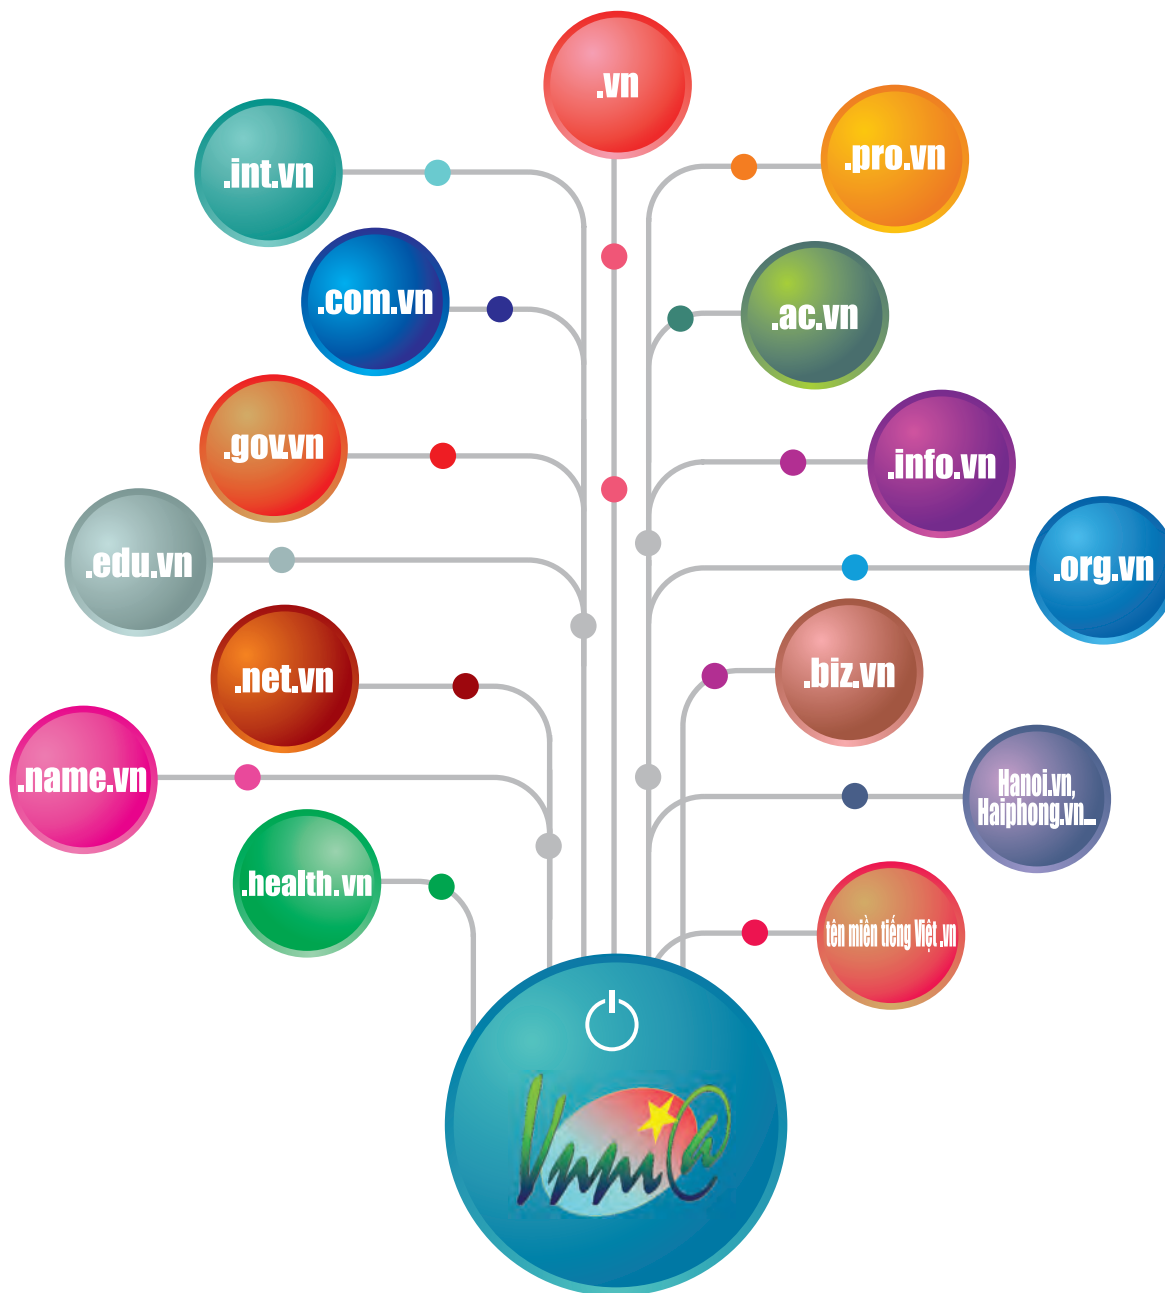 .vn
.int.vn
.pro.vn
.com.vn
.ac.vn
.gov.vn
.info.vn
.edu.vn
.org.vn
.net.vn
.biz.vn
.name.vn
Hanoi.vn,
Haiphong.vn...
.health.vn
tên miền tiếng Việt .vn
Vnni@